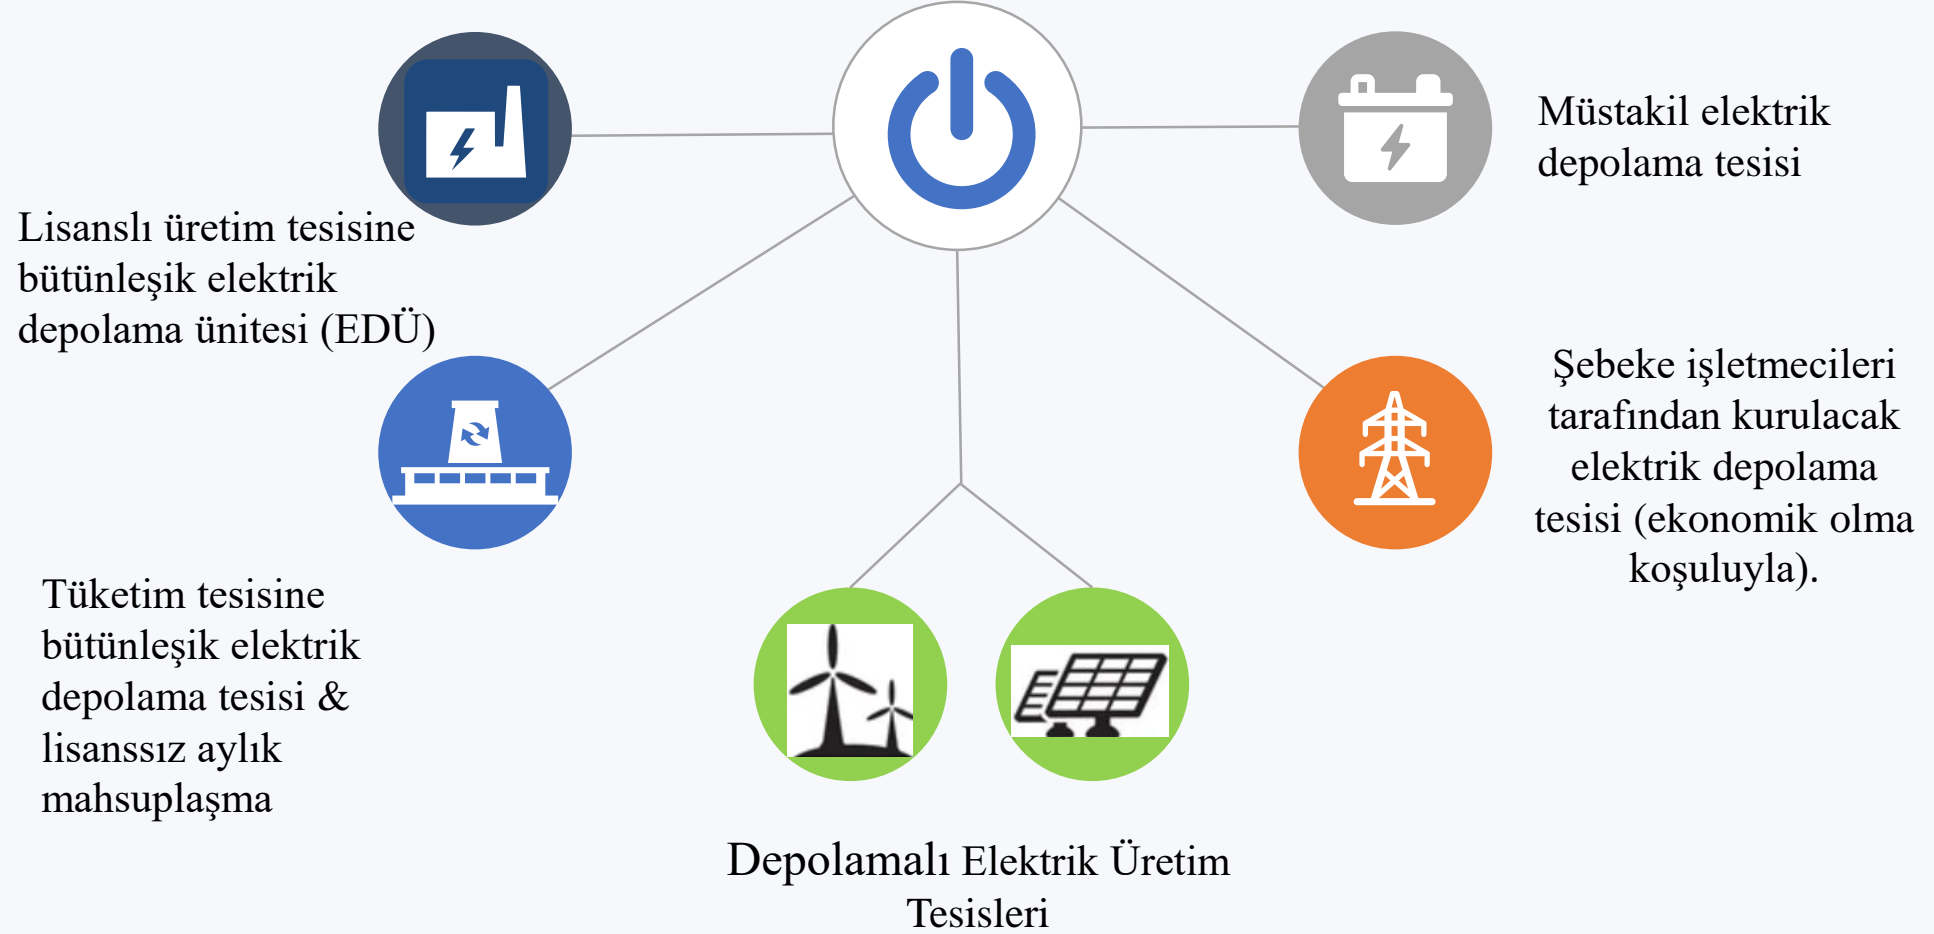 Lisanslı üretim tesisine
bütünleşik elektrik
depolama ünitesi (EDÜ)
Tüketim tesisine
bütünleşik elektrik
depolama tesisi &
lisanssız aylık
mahsuplaşma
Depolamalı Elektrik Üretim
Tesisleri
Müstakil elektrik
depolama tesisi
Şebeke işletmecileri
tarafından kurulacak
elektrik depolama
tesisi (ekonomik olma
koşuluyla).